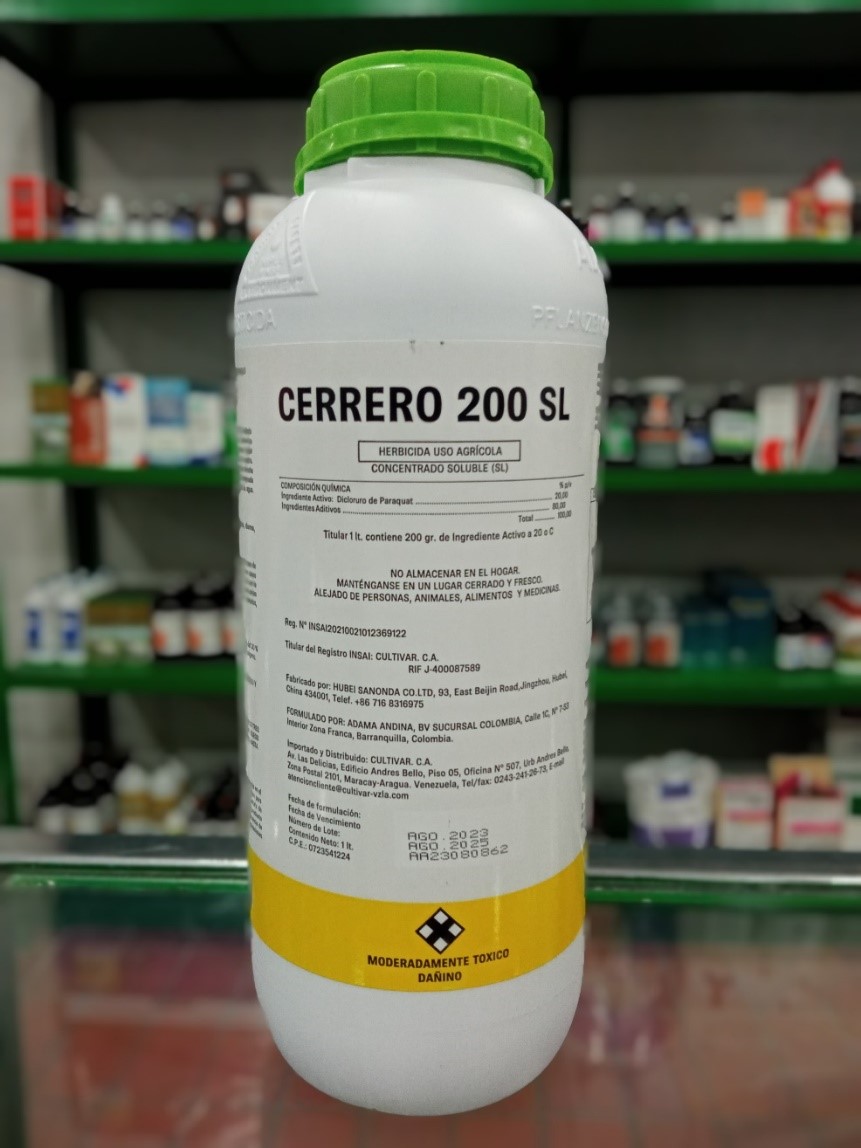 PFLANZEN
CERRERO 200 SL
HERBICIDA USO AGRÍCOLA
CONCENTRADO SOLUBLE (SL)
COMPOSICIÓN QUÍMICA % p/v
Ingrediente Activo: Dicloruro de Paraquat 20,00
Ingredientes Aditivos 80,00
Total 100,00
Titular 1 lt. contiene 200 gr. de Ingrediente Activo a 20 o C
NO ALMACENAR EN EL HOGAR.
MANTÉNGANSE EN UN LUGAR CERRADO Y FRESCO.
ALEJADO DE PERSONAS, ANIMALES, ALIMENTOS Y MEDICINAS.
Reg. Nº INSAI20210021012369122
Titular del Registro INSAI: CULTIVAR. C.A.
RIF J-400087589
Fabricado por: HUBEI SANONDA CO.LTD, 93, East Beijin Road,Jingzhou, Hubei,
China 434001, Telef. +86 716 8316975
FORMULADO POR: ADAMA ANDINA, BV SUCURSAL COLOMBIA, Calle 1C, Nº 7-53
Interior Zona Franca, Barranquilla, Colombia.
Importado y Distribuido: CULTIVAR. C.A.
Av. Las Delicias, Edificio Andres Bello, Piso 05, Oficina Nº 507, Urb Andres Bello,
Zona Postal 2101, Maracay-Aragua. Venezuela, Tel/fax: 0243-241-26-73, E-mail
atencioncliente@cultivar-vzla.com
Fecha de formulación: AGO.2023
Fecha de Vencimiento AGO.2025
Número de Lote: AA23080862
Contenido Neto: 1 lt.
C.P.E.: 0723541224
MODERADAMENTE TOXICO
DAÑINO